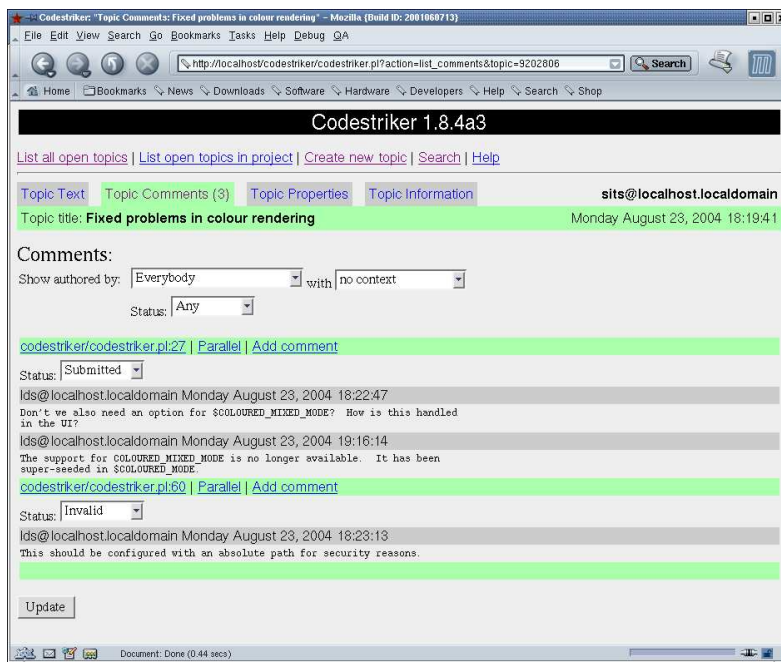 Codestriker: "Topic Comments: Fixed problems in colour rendering" - Mozilla {Build ID: 2001060713}
File Edit View Search Go Bookmarks Tasks Help Debug QA
http://localhost/codestriker/codestriker.pl?action=list_comments&topic=9202806 Search
Home Bookmarks News Downloads Software Hardware Developers Help Search Shop
Codestriker 1.8.4a3
List all open topics | List open topics in project | Create new topic | Search | Help
Topic Text Topic Comments (3) Topic Properties Topic Information sits@localhost.localdomain
Topic title: Fixed problems in colour rendering Monday August 23, 2004 18:19:41
Comments:
Show authored by: Everybody with no context
Status: Any
codestriker/codestriker.pl:27 | Parallel | Add comment
Status: Submitted
lds@localhost.localdomain Monday August 23, 2004 18:22:47
Don't we also need an option for $COLOURED_MIXED_MODE? How is this handled
in the UI?
lds@localhost.localdomain Monday August 23, 2004 19:16:14
The support for COLOURED_MIXED_MODE is no longer available. It has been
super-seeded in $COLOURED_MODE.
codestriker/codestriker.pl:60 | Parallel | Add comment
Status: Invalid
lds@localhost.localdomain Monday August 23, 2004 18:23:13
This should be configured with an absolute path for security reasons.
Update
Document: Done (0.44 secs)